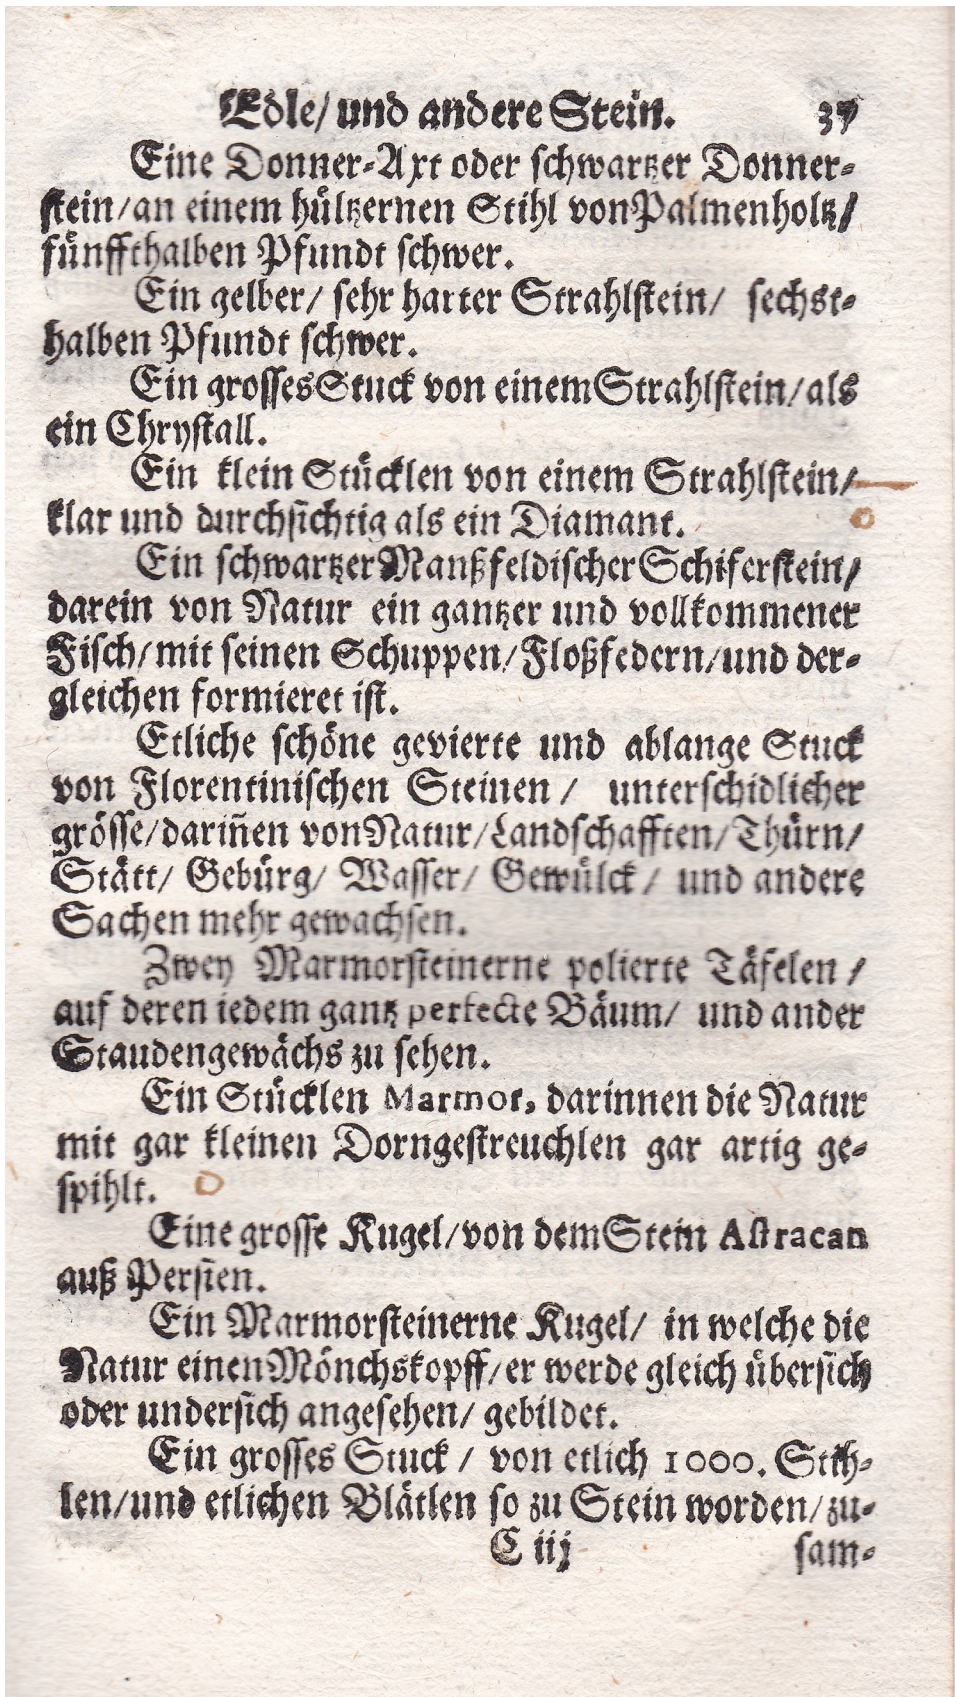 Edle/ und andere Stein. 37
Eine Donner-Axt oder schwartzer Donner-
stein/an einem hültzernen Stihl von Palmenholtz/
fünffthalben Pfundt schwer.
Ein gelber/ sehr harter Strahlstein/ sechst-
halben Pfundt schwer.
Ein grosses Stuck von einem Strahlstein/als
ein Chrystall.
Ein klein Stücklen von einem Strahlstein/
klar und durchsichtig als ein Diamant.
Ein schwartzer Manßfeldischer Schiferstein/
darein von Natur ein gantzer und vollkommener
Fisch/mit seinen Schuppen/Floßfedern/und der-
gleichen formieret ist.
Etliche schöne gevierte und ablange Stuck
von Florentinischen Steinen / unterschidlicher
grösse/dariñen von Natur/Landschafften/Thürn/
Stätt/ Gebürg/ Wasser/ Gewülck / und andere
Sachen mehr gewachsen.
Zwey Marmorsteinerne polierte Täfelen /
auf deren iedem gantz perfecte Bäum/ und ander
Staudengewächs zu sehen.
Ein Stücklen Marmor, darinnen die Natur
mit gar kleinen Dorngestreuchlen gar artig ge-
spihlt.
Eine grosse Kugel/von dem Stein Astracan
auß Persien.
Ein Marmorsteinerne Kugel/ in welche die
Natur einen Mönchskopff/er werde gleich übersich
oder undersich angesehen/ gebildet.
Ein grosses Stuck / von etlich 1000. Stih-
len/und etlichen Blätlen so zu Stein worden/zu-
C iij sam-